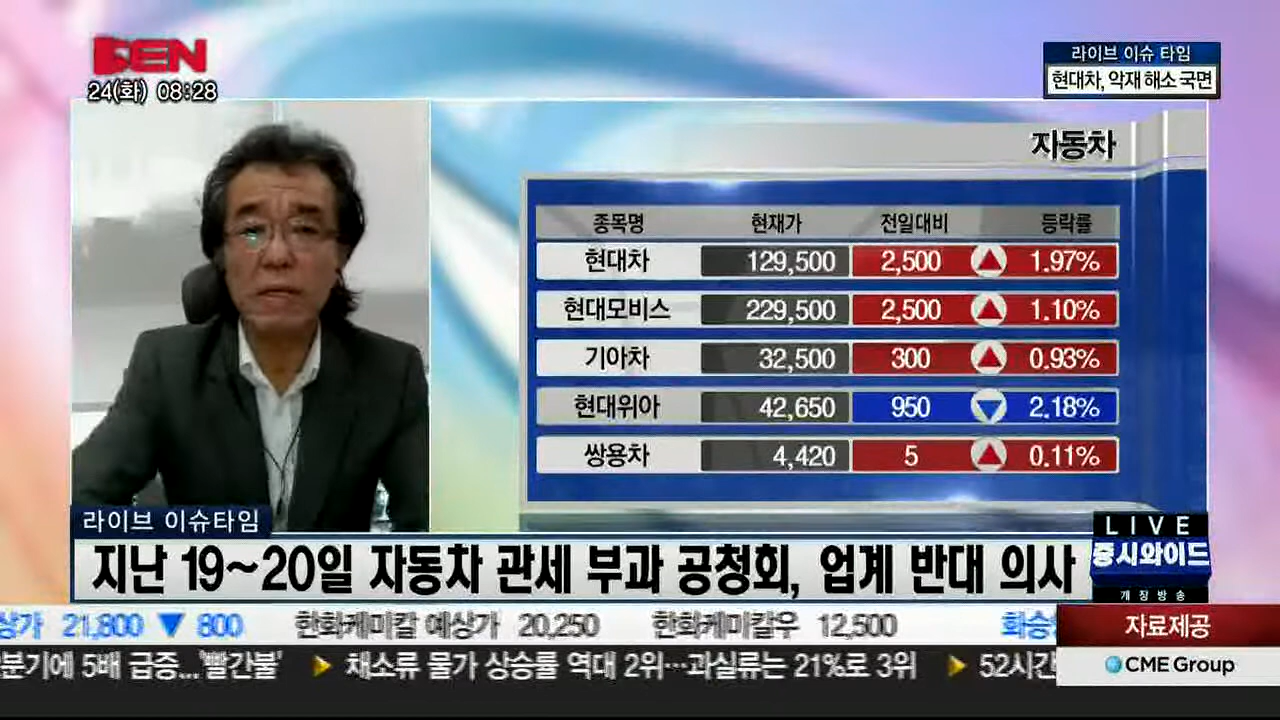 SEN
24(화) 08:28
라이브 이슈 타임
현대차, 악재 해소 국면
자동차
종목명 현재가 전일대비 등락률
현대차 129,500 2,500 1.97%
현대모비스 229,500 2,500 1.10%
기아차 32,500 300 0.93%
현대위아 42,650 950 2.18%
쌍용차 4,420 5 0.11%
라이브 이슈타임
지난 19~20일 자동차 관세 부과 공청회, 업계 반대 의사
LIVE
증시와이드
개장방송
상가 21,800 ▼ 800 한화케미칼 예상가 20,250 한화케미칼우 12,500 화승
자료제공
분기에 5배 급증...'빨간불' ▶ 채소류 물가 상승률 역대 2위…과실류는 21%로 3위 ▶ 52시간
CME Group